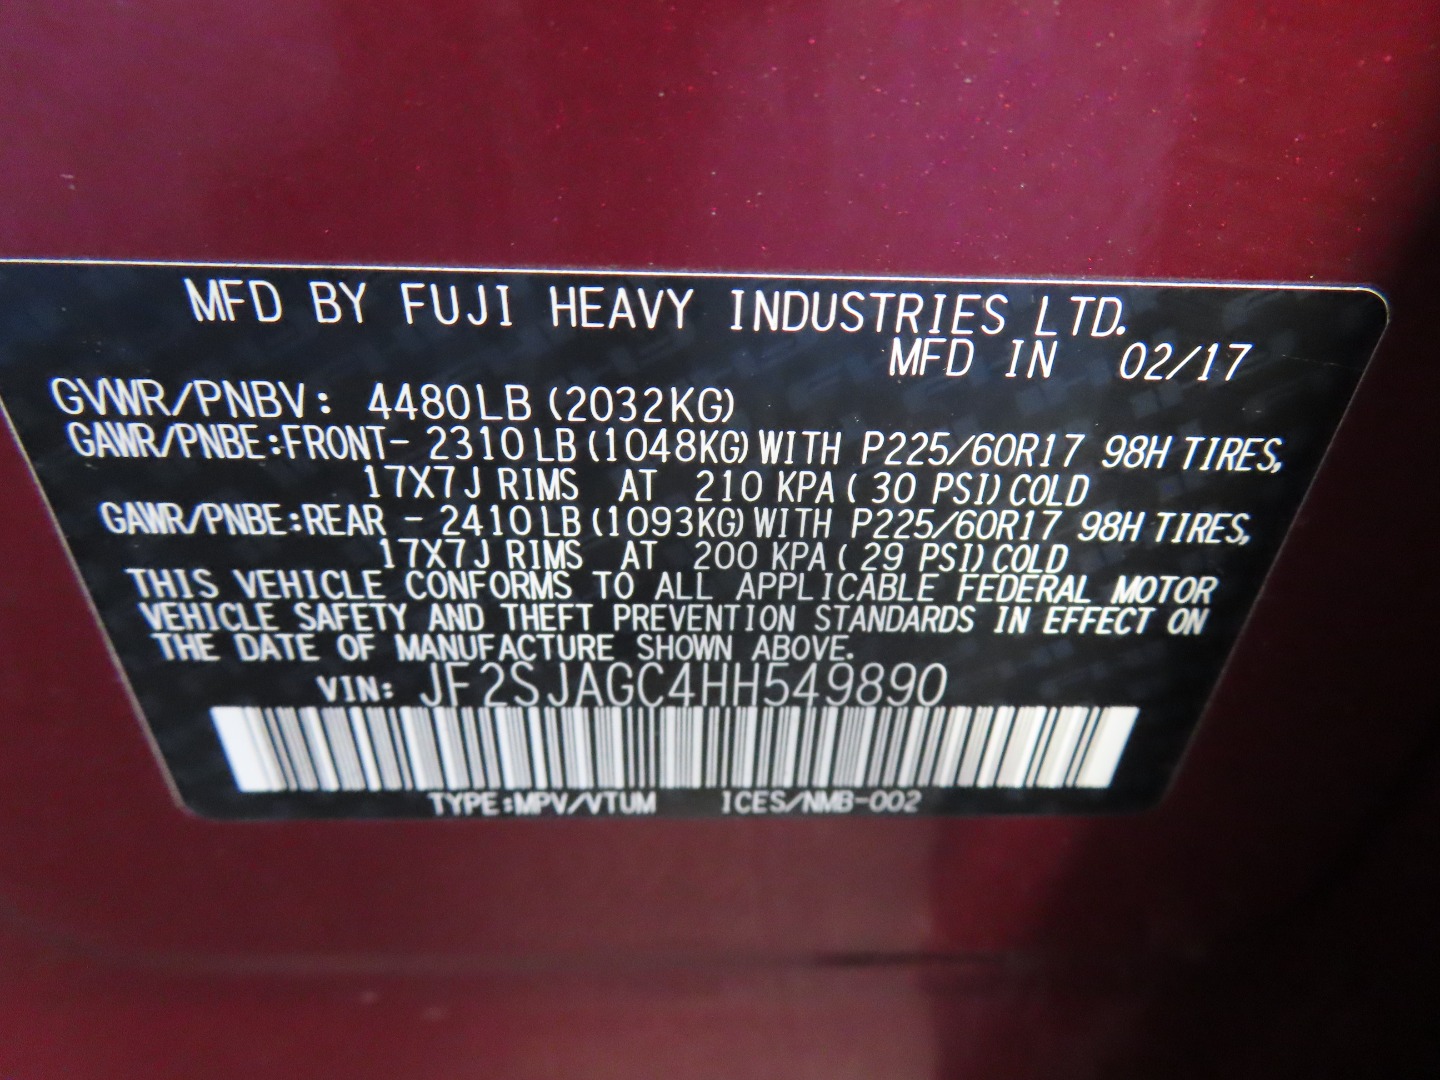 MFD BY FUJI HEAVY INDUSTRIES LTD.
MFD IN 02/17
GVWR/PNBV: 4480LB (2032KG)
GAWR/PNBE:FRONT- 2310LB (1048KG) WITH P225/60R17 98H TIRES,
17X7J RIMS AT 210 KPA ( 30 PSI) COLD
GAWR/PNBE:REAR - 2410LB (1093KG) WITH P225/60R17 98H TIRES,
17X7J RIMS AT 200 KPA ( 29 PSI) COLD
THIS VEHICLE CONFORMS TO ALL APPLICABLE FEDERAL MOTOR
VEHICLE SAFETY AND THEFT PREVENTION STANDARDS IN EFFECT ON
THE DATE OF MANUFACTURE SHOWN ABOVE.
VIN: JF2SJAGC4HH549890
TYPE:MPV/VTUM ICES/NMB-002